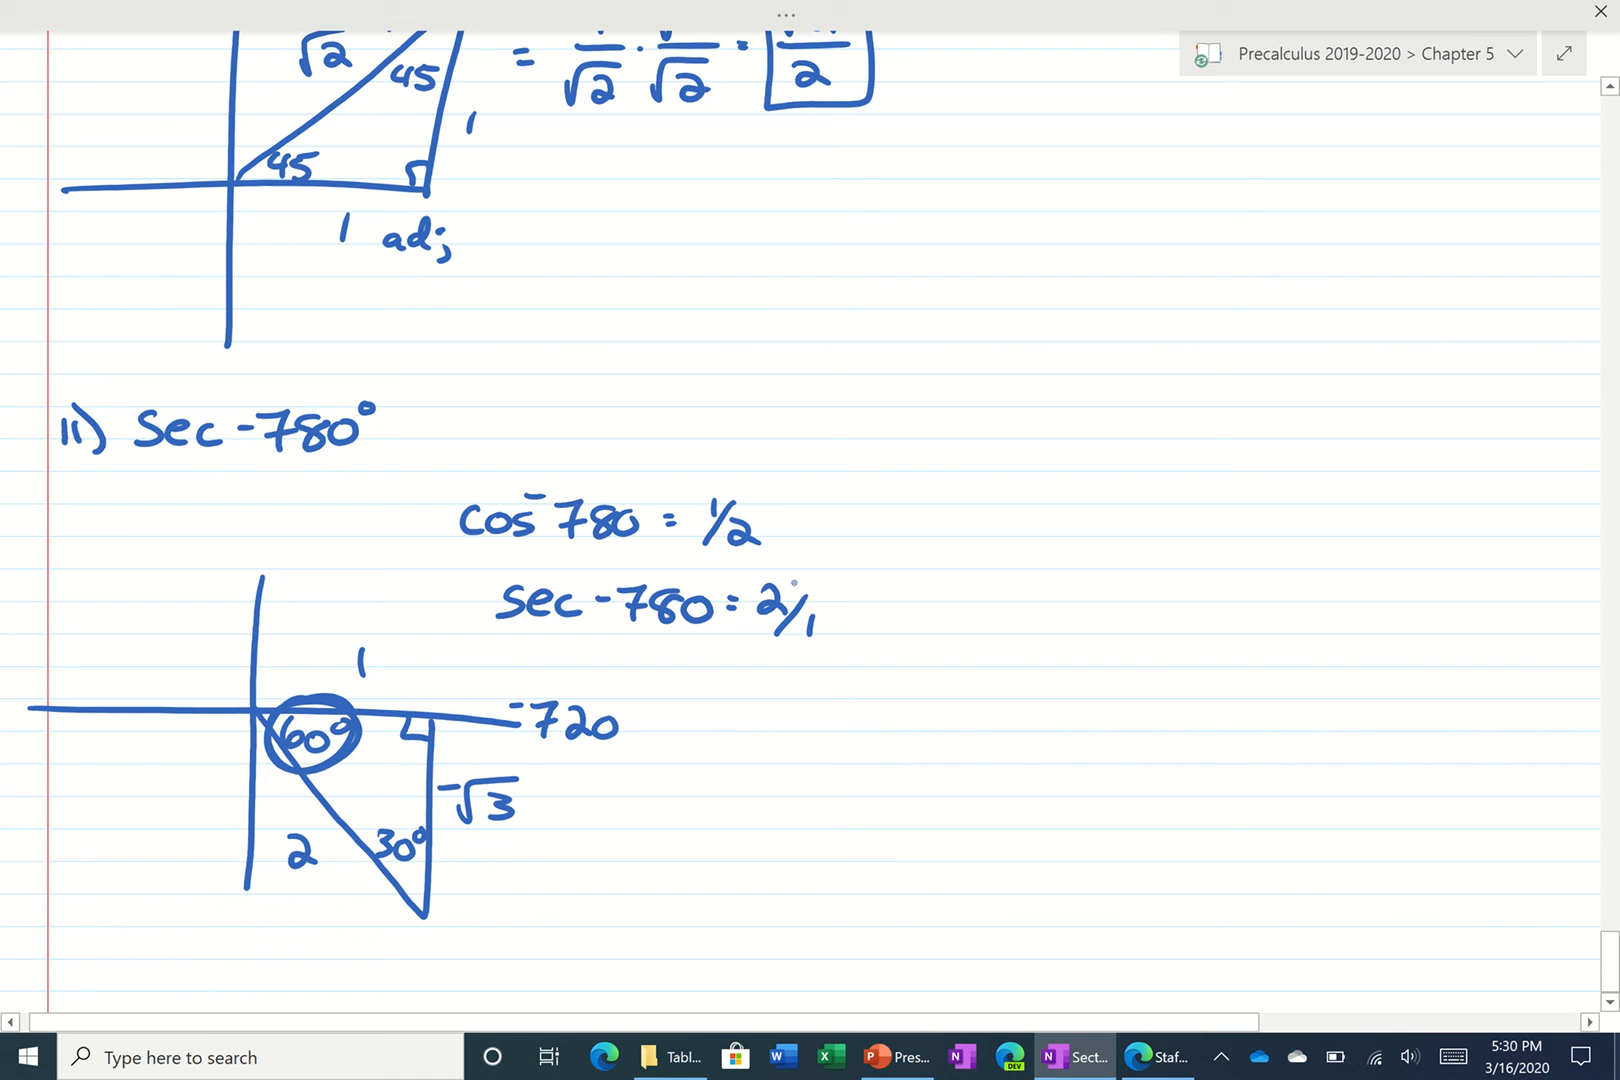 Precalculus 2019-2020 > Chapter 5
√2
45
= /√2 · /√2 = /2
1
45
1 adj
ii) Sec -780°
cos -780 = 1/2
sec -780 = 2/1
1
60°
-720
-√3
2
30°
Type here to search
Tabl...
Pres...
DEV
Sect...
Staf...
5:30 PM
3/16/2020